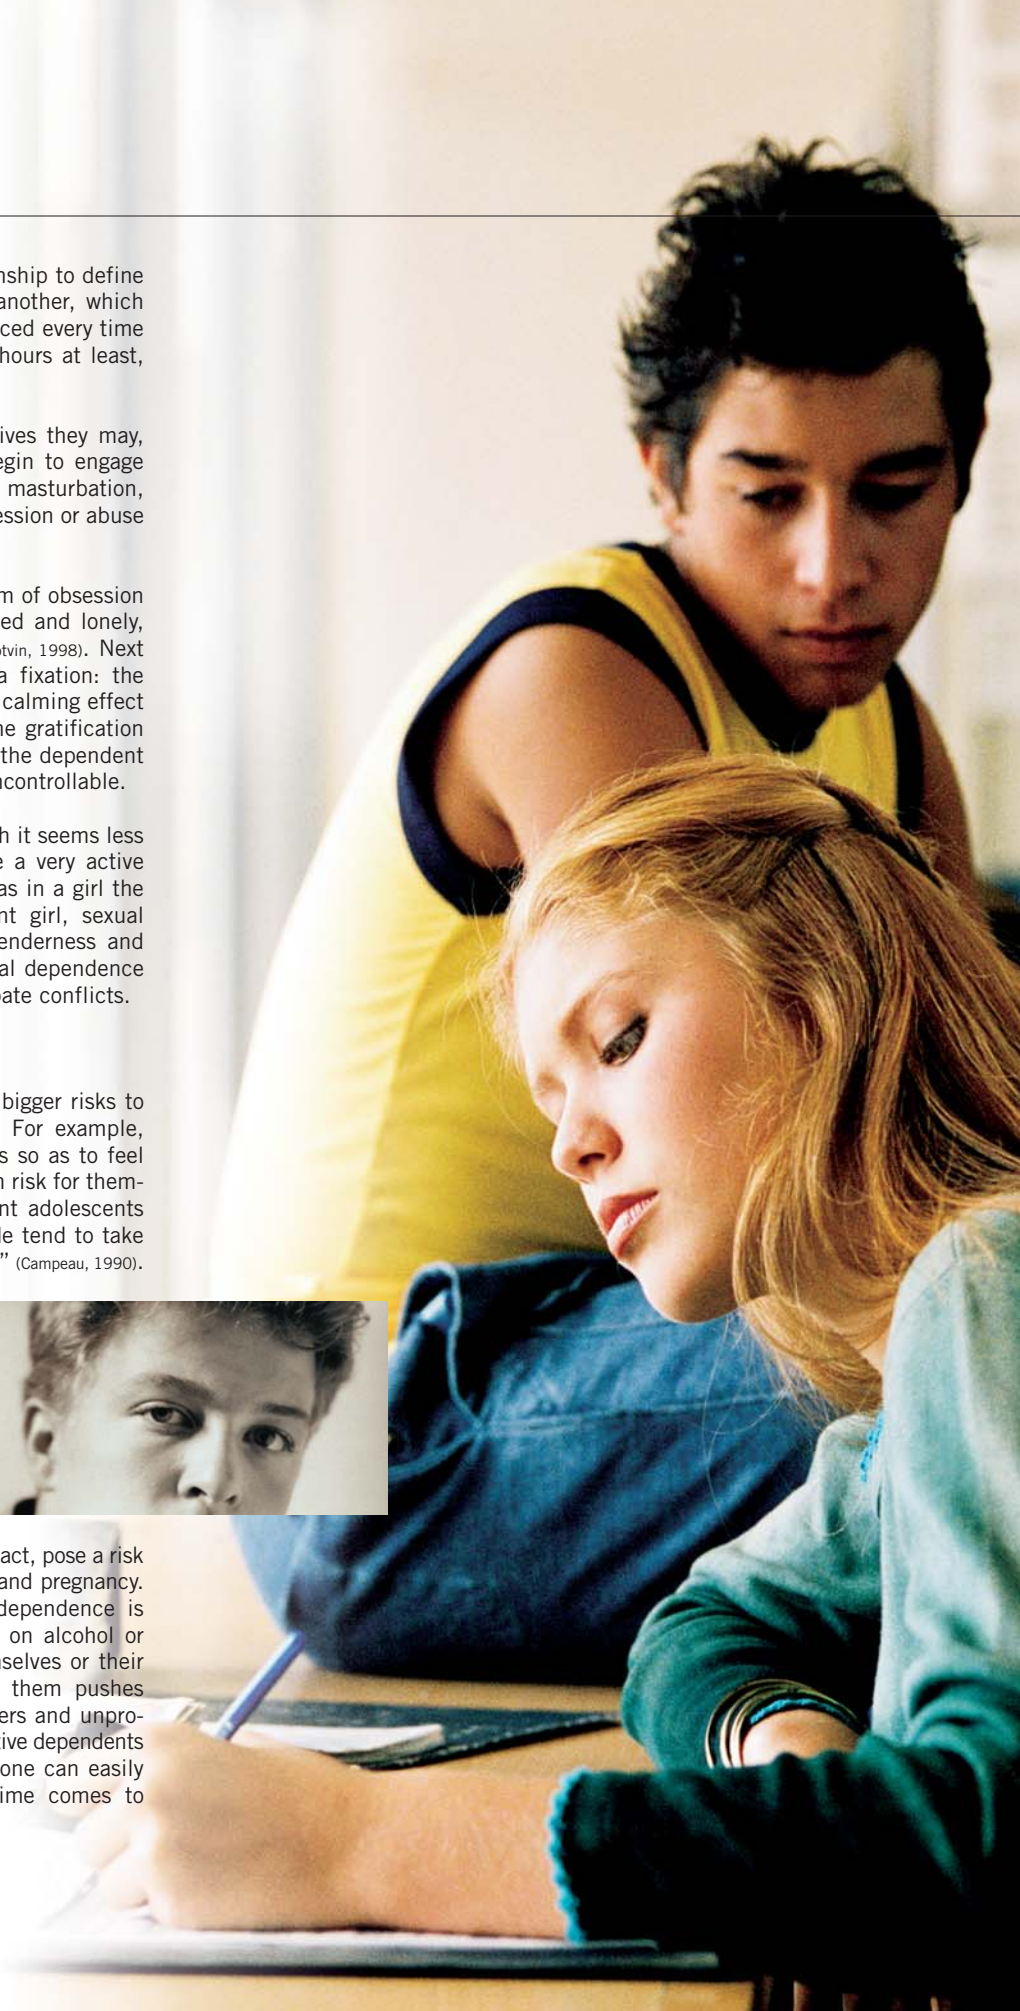 nship to define
another, which
ced every time
hours at least,
ives they may,
egin to engage
masturbation,
ession or abuse
m of obsession
ed and lonely,
otvin, 1998). Next
a fixation: the
calming effect
ne gratification
the dependent
ncontrollable.
h it seems less
e a very active
as in a girl the
nt girl, sexual
enderness and
al dependence
pate conflicts.
bigger risks to
For example,
s so as to feel
n risk for them-
nt adolescents
le tend to take
” (Campeau, 1990).
act, pose a risk
and pregnancy.
dependence is
on alcohol or
nselves or their
them pushes
ers and unpro-
tive dependents
one can easily
ime comes to